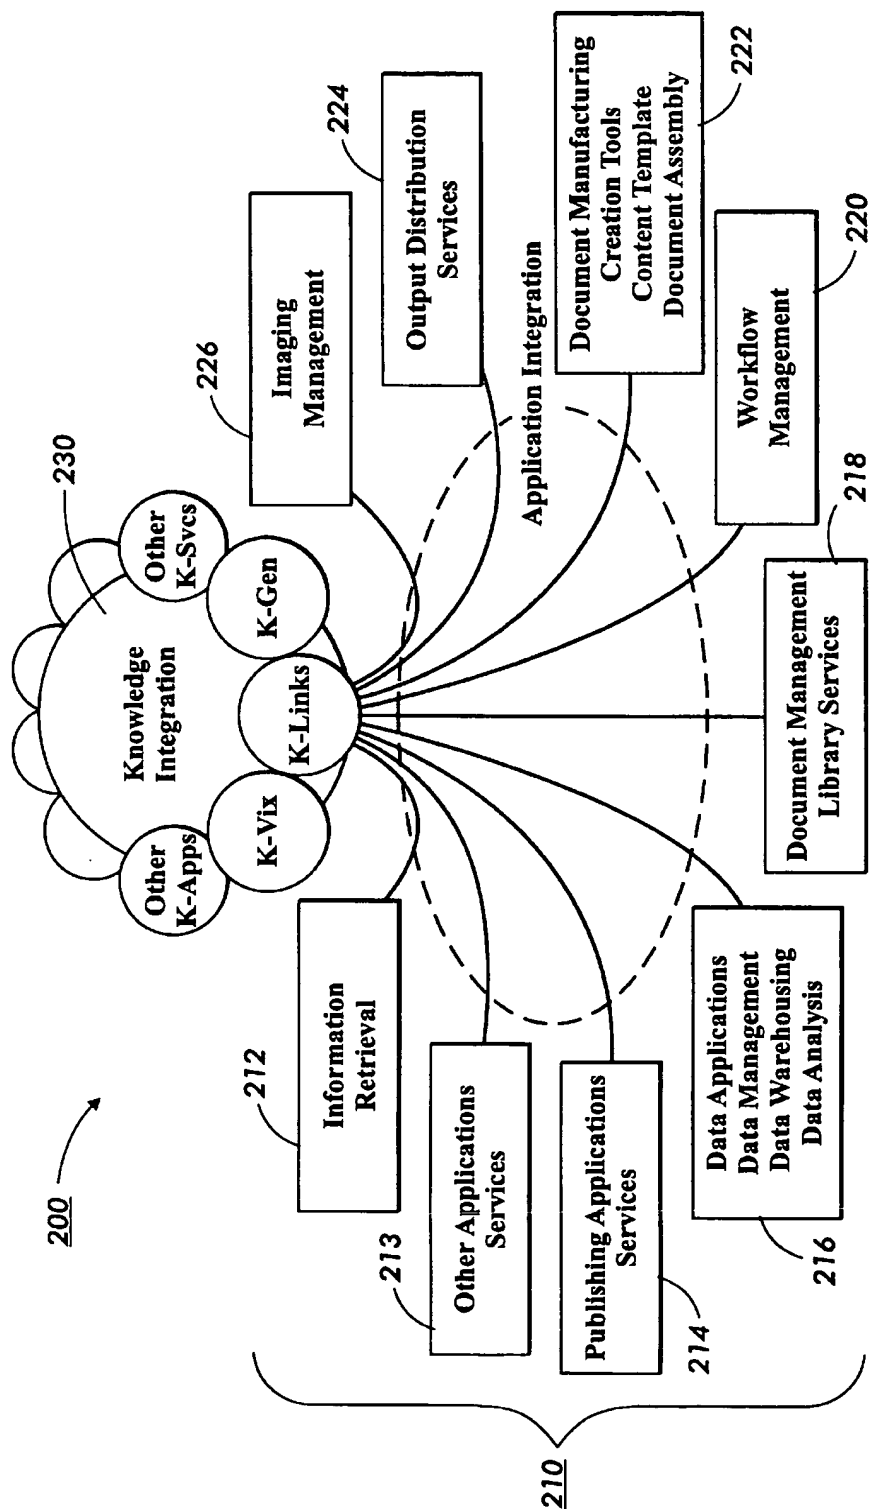 200
230
Knowledge
Integration
Other
K-Apps
K-Vix
K-Links
K-Gen
Other
K-Svcs
210
212
Information
Retrieval
213
Other Applications
Services
214
Publishing Applications
Services
216
Data Applications
Data Management
Data Warehousing
Data Analysis
218
Document Management
Library Services
220
Workflow
Management
222
Document Manufacturing
Creation Tools
Content Template
Document Assembly
224
Output Distribution
Services
226
Imaging
Management
Application Integration